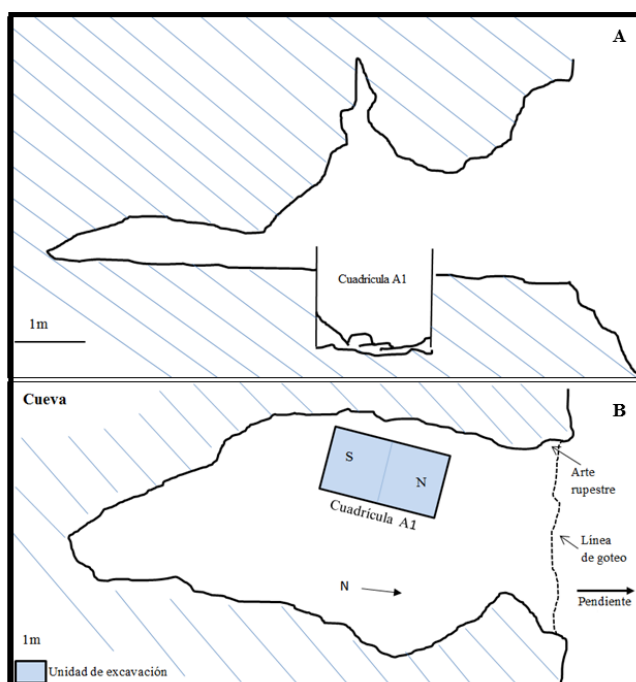 A
Cuadrícula A1
1m
Cueva
B
S
N
Cuadrícula A1
Arte
rupestre
Línea
de goteo
N
Pendiente
1m
Unidad de excavación